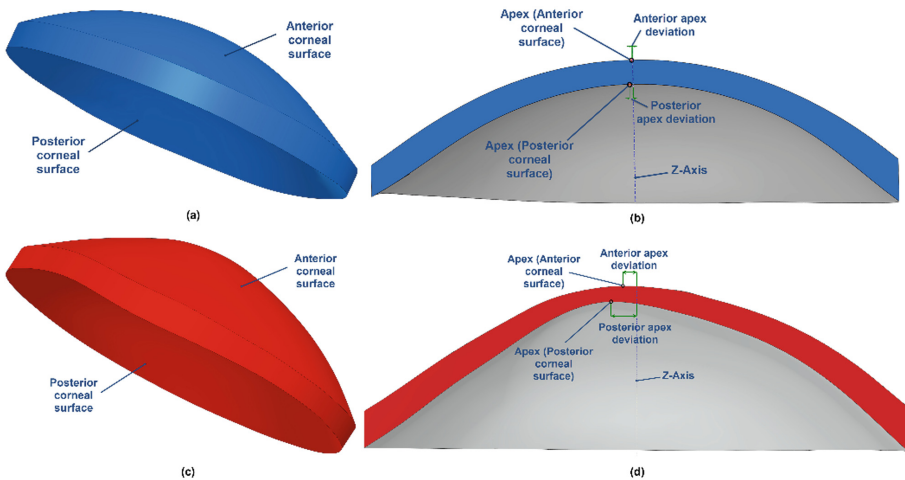 Anterior
corneal
surface
Posterior
corneal
surface
(a)
Apex (Anterior
corneal surface)
Anterior apex
deviation
Posterior
apex deviation
Apex (Posterior
corneal
surface)
Z-Axis
(b)
Anterior
corneal
surface
Posterior
corneal
surface
(c)
Apex (Anterior
corneal
surface)
Anterior apex
deviation
Posterior apex
deviation
Apex (Posterior
corneal
surface)
Z-Axis
(d)